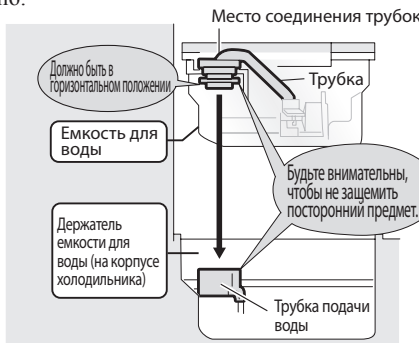 но.
Место соединения трубок
Должно быть в
горизонтальном положении
Трубка
Емкость для
воды
Будьте внимательны,
чтобы не защемить
посторонний предмет.
Держатель
емкости для
воды (на корпусе
холодильника)
Трубка подачи
воды